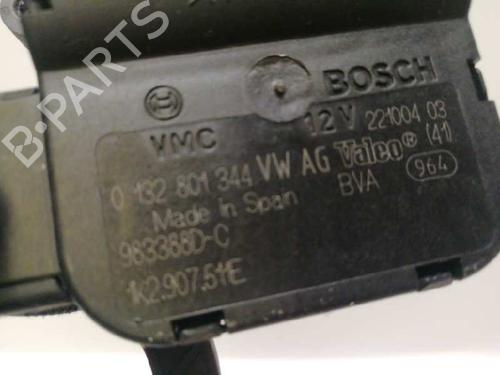 BOSCH
VMC 12V 221004 03
0 132 801 344 VW AG Valeo® (41)
Made in Spain BVA 964
983388D-C
1K2.907.511E
B-PARTS